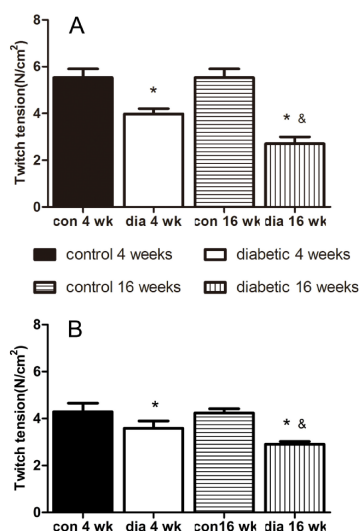 A
Twitch tension(N/cm²)
8
6
4
2
0
*
* &
con 4 wk dia 4 wk con 16 wk dia 16 wk
control 4 weeks diabetic 4 weeks
control 16 weeks diabetic 16 weeks
B
Twitch tension(N/cm²)
8
6
4
2
0
*
* &
con 4 wk dia 4 wk con16 wk dia 16 wk